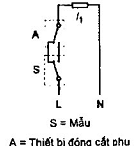 I₁
A
S
L N
S = Mẫu
A = Thiết bị đóng cắt phụ